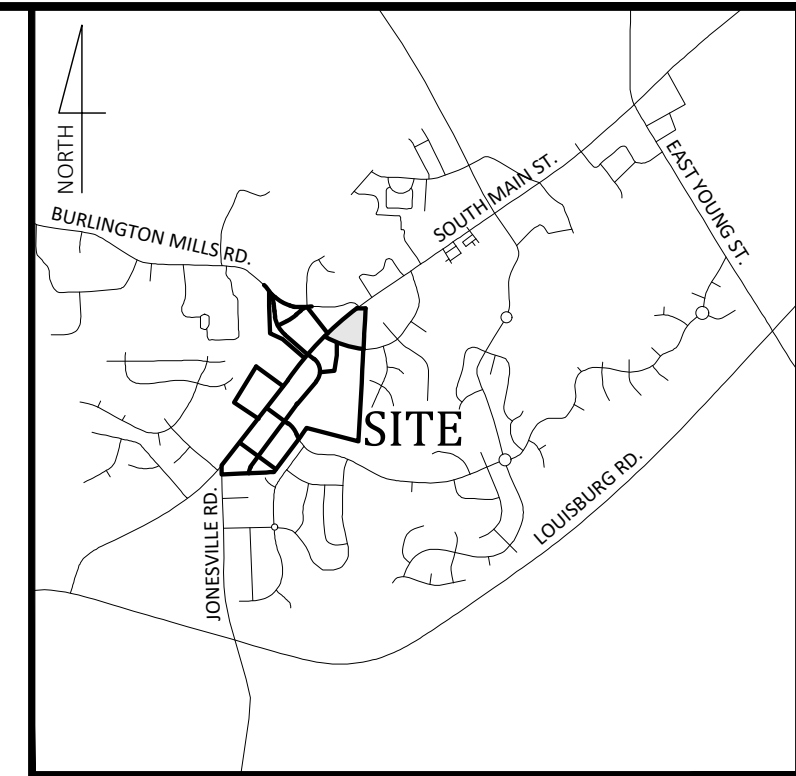 NORTH
BURLINGTON MILLS RD.
SOUTH MAIN ST.
EAST YOUNG ST.
SITE
JONESVILLE RD.
LOUISBURG RD.